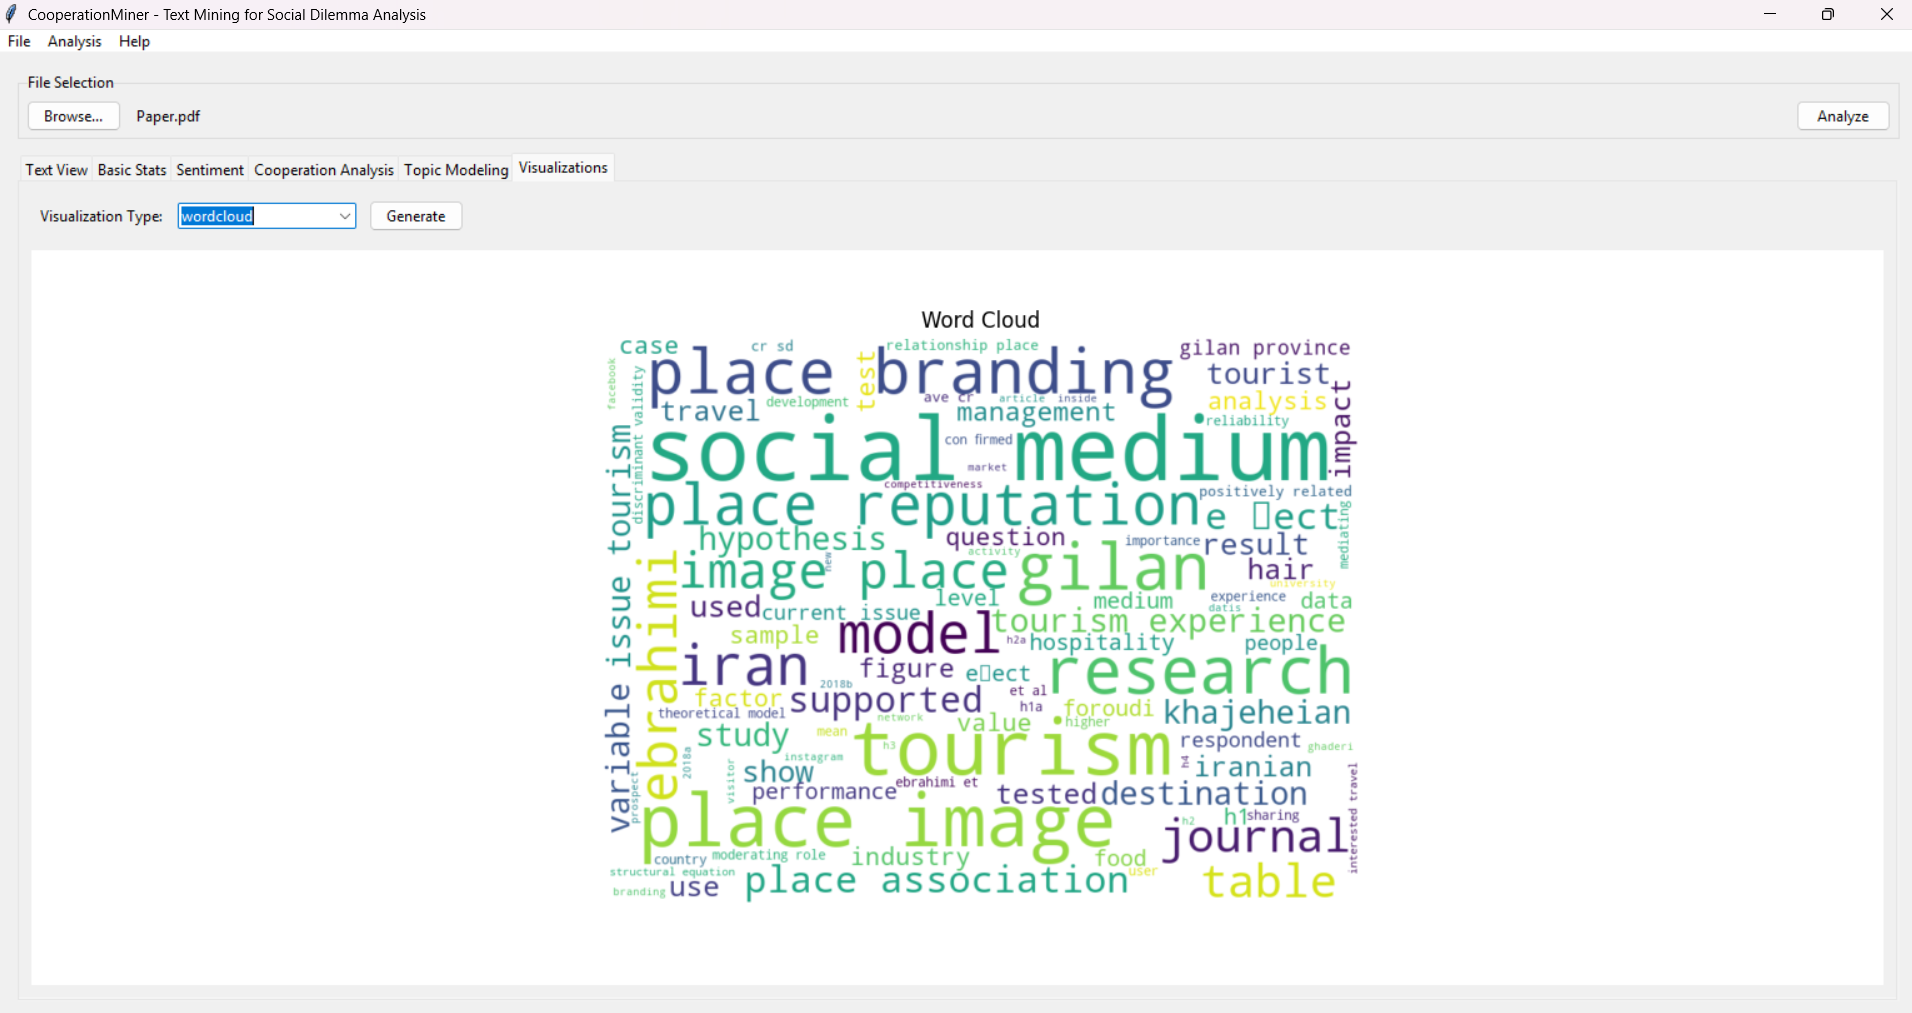 CooperationMiner - Text Mining for Social Dilemma Analysis
File Analysis Help
File Selection
Browse... Paper.pdf Analyze
Text View Basic Stats Sentiment Cooperation Analysis Topic Modeling Visualizations
Visualization Type: wordcloud Generate
Word Cloud
case
cr sd
relationship place
gilan province
facebook
place branding
test
tourist
discriminant validity
travel
development
ave cr
article inside
management
analysis
impact
reliability
social medium
con firmed
market
competitiveness
variable issue tourism
place reputation
positively related
e ▯ect
mediating
hypothesis
question
activity
importance
result
ebrahimi
image place
new
gilan
hair
university
used
current issue
level
medium
experience
datis
data
sample
model
tourism experience
h2a
hospitality
people
iran
figure
e▯ect
research
2018b
et al
factor
supported
h1a
foroudi
khajeheian
theoretical model
network
value
higher
study
mean
h3
tourism
respondent
ghaderi
2018a
instagram
h4
iranian
visitor
show
ebrahimi et
interested travel
prospect
performance
tested
destination
place image
h1
sharing
h2
journal
country
moderating role
industry
food
structural equation
user
branding
use
place association
table